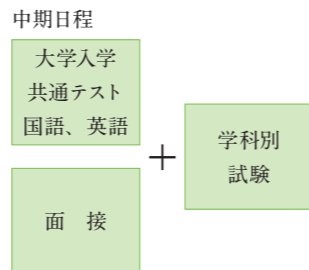 中期日程
大学入学
共通テスト
国語、英語
＋
学科別
試験
面　接